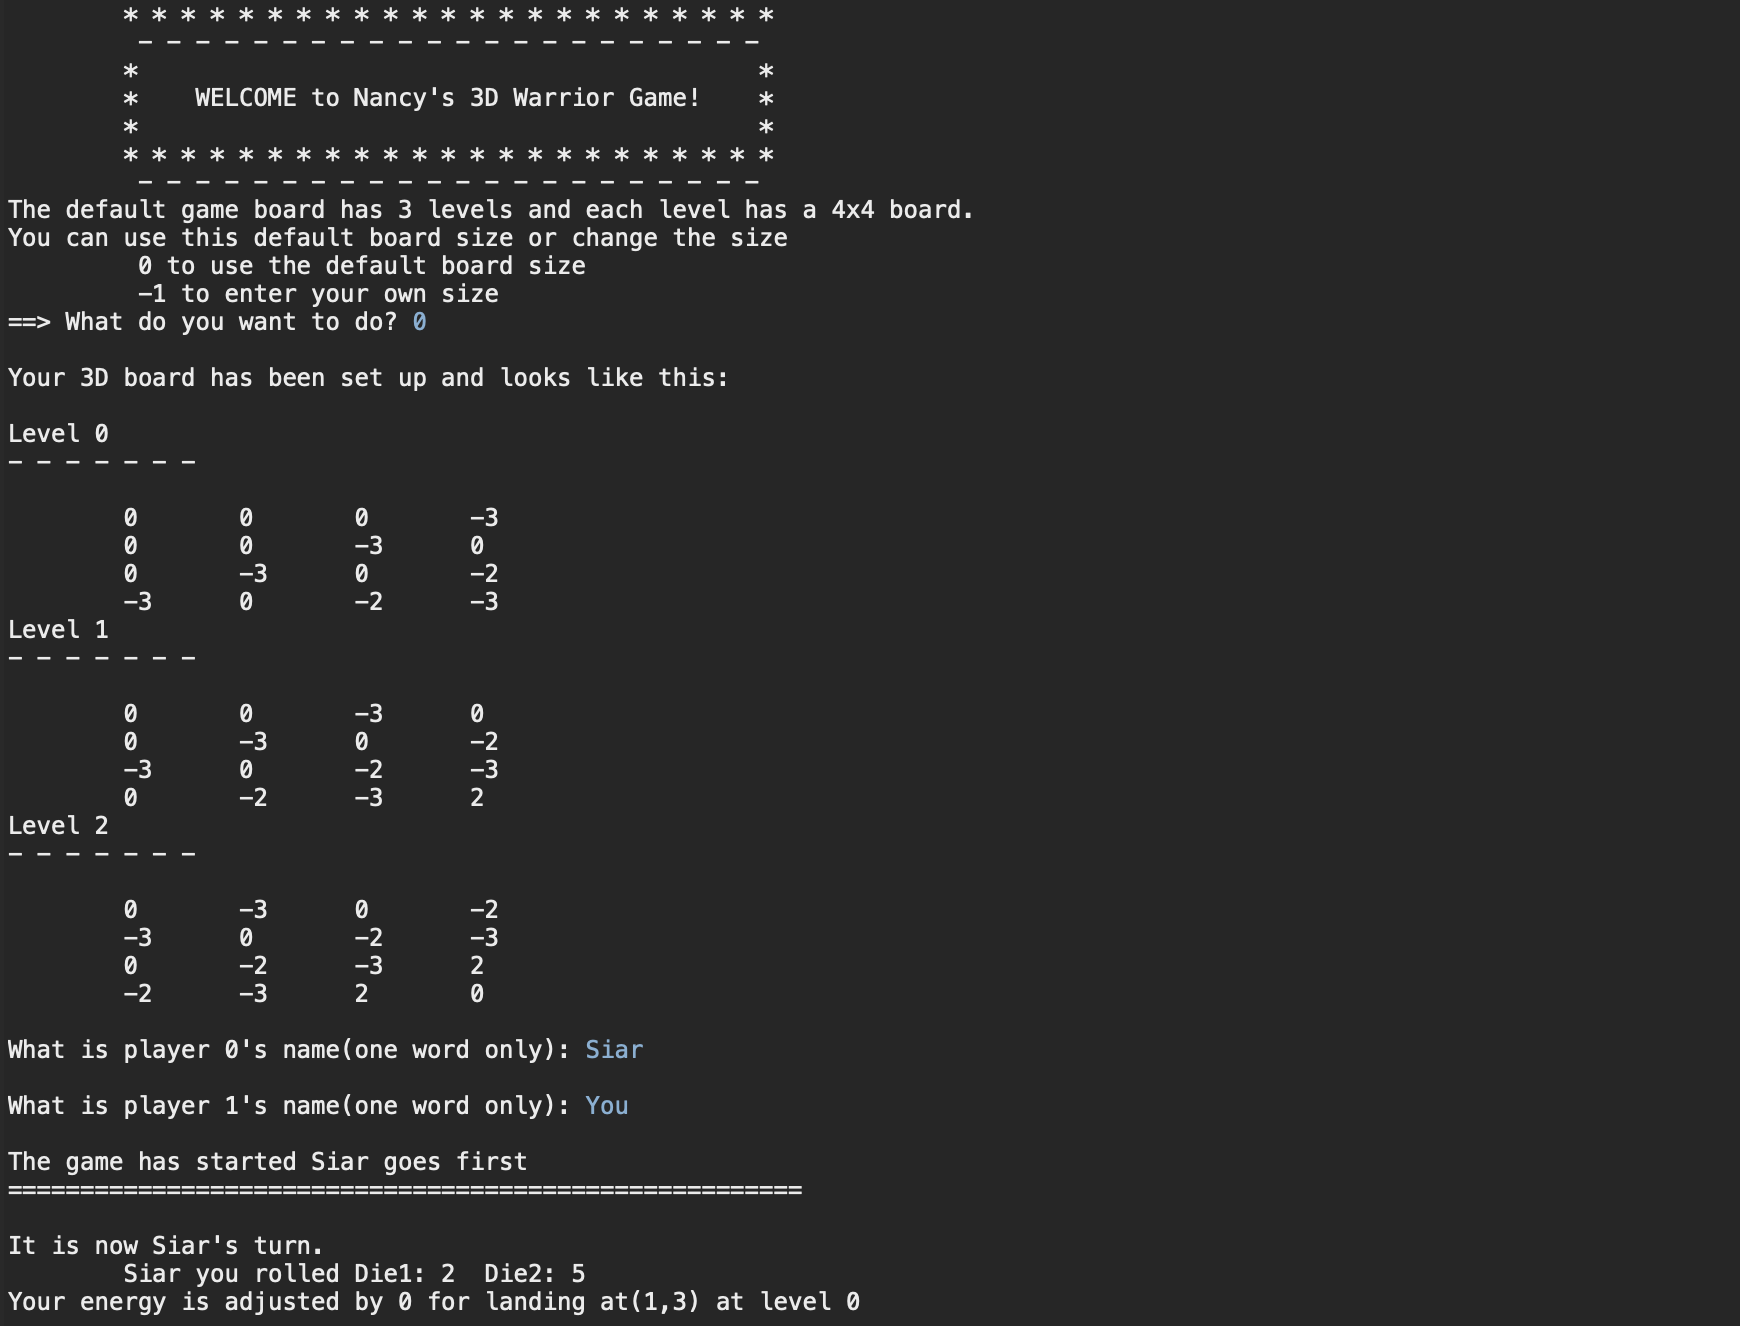 * * * * * * * * * * * * * * * * * * * * * * *
- - - - - - - - - - - - - - - - - - - - - -
* *
* WELCOME to Nancy's 3D Warrior Game! *
* *
* * * * * * * * * * * * * * * * * * * * * * *
- - - - - - - - - - - - - - - - - - - - - -
The default game board has 3 levels and each level has a 4x4 board.
You can use this default board size or change the size
0 to use the default board size
-1 to enter your own size
==> What do you want to do? 0
Your 3D board has been set up and looks like this:
Level 0
- - - - - - -
0 0 0 -3
0 0 -3 0
0 -3 0 -2
-3 0 -2 -3
Level 1
- - - - - - -
0 0 -3 0
0 -3 0 -2
-3 0 -2 -3
0 -2 -3 2
Level 2
- - - - - - -
0 -3 0 -2
-3 0 -2 -3
0 -2 -3 2
-2 -3 2 0
What is player 0's name(one word only): Siar
What is player 1's name(one word only): You
The game has started Siar goes first
=======================================================
It is now Siar's turn.
Siar you rolled Die1: 2 Die2: 5
Your energy is adjusted by 0 for landing at(1,3) at level 0